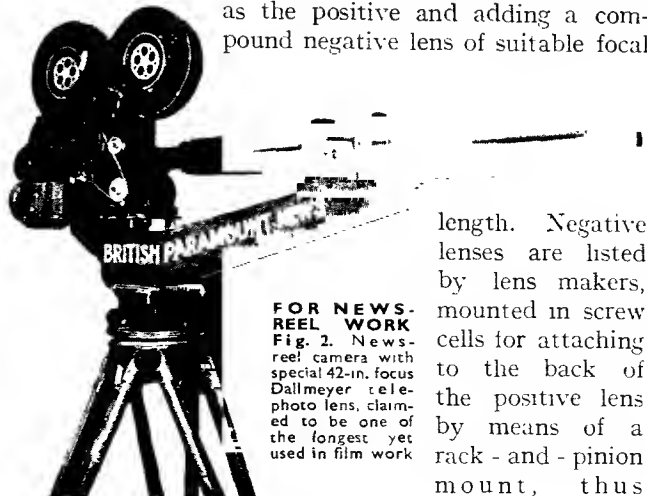 as the positive and adding a com-
pound negative lens of suitable focal
BRITISH PARAMOUNT NEWS
FOR NEWS-
REEL WORK
Fig. 2. News-
reel camera with
special 42-in. focus
Dallmeyer tele-
photo lens, claim-
ed to be one of
the longest yet
used in film work
length. Negative
lenses are listed
by lens makers,
mounted in screw
cells for attaching
to the back of
the positive lens
by means of a
rack - and - pinion
mount, thus